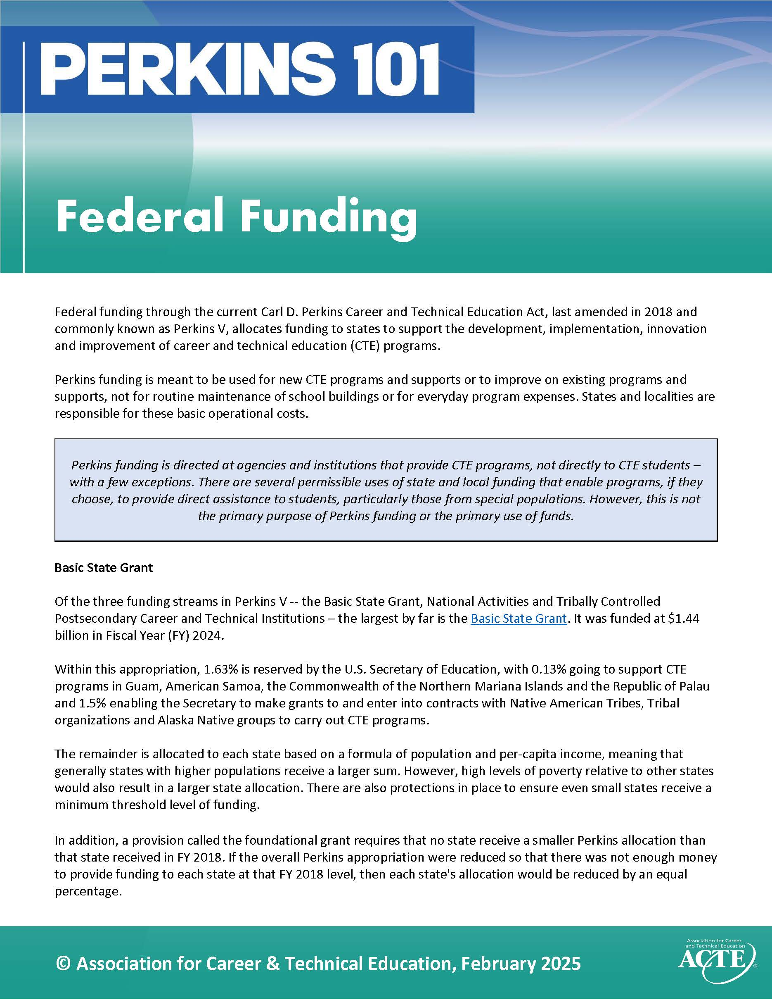 PERKINS 101
Federal Funding
Federal funding through the current Carl D. Perkins Career and Technical Education Act, last amended in 2018 and
commonly known as Perkins V, allocates funding to states to support the development, implementation, innovation
and improvement of career and technical education (CTE) programs.
Perkins funding is meant to be used for new CTE programs and supports or to improve on existing programs and
supports, not for routine maintenance of school buildings or for everyday program expenses. States and localities are
responsible for these basic operational costs.
Perkins funding is directed at agencies and institutions that provide CTE programs, not directly to CTE students –
with a few exceptions. There are several permissible uses of state and local funding that enable programs, if they
choose, to provide direct assistance to students, particularly those from special populations. However, this is not
the primary purpose of Perkins funding or the primary use of funds.
Basic State Grant
Of the three funding streams in Perkins V -- the Basic State Grant, National Activities and Tribally Controlled
Postsecondary Career and Technical Institutions – the largest by far is the Basic State Grant. It was funded at $1.44
billion in Fiscal Year (FY) 2024.
Within this appropriation, 1.63% is reserved by the U.S. Secretary of Education, with 0.13% going to support CTE
programs in Guam, American Samoa, the Commonwealth of the Northern Mariana Islands and the Republic of Palau
and 1.5% enabling the Secretary to make grants to and enter into contracts with Native American Tribes, Tribal
organizations and Alaska Native groups to carry out CTE programs.
The remainder is allocated to each state based on a formula of population and per-capita income, meaning that
generally states with higher populations receive a larger sum. However, high levels of poverty relative to other states
would also result in a larger state allocation. There are also protections in place to ensure even small states receive a
minimum threshold level of funding.
In addition, a provision called the foundational grant requires that no state receive a smaller Perkins allocation than
that state received in FY 2018. If the overall Perkins appropriation were reduced so that there was not enough money
to provide funding to each state at that FY 2018 level, then each state's allocation would be reduced by an equal
percentage.
© Association for Career & Technical Education, February 2025
Association for Career
and Technical Education
ACTE®